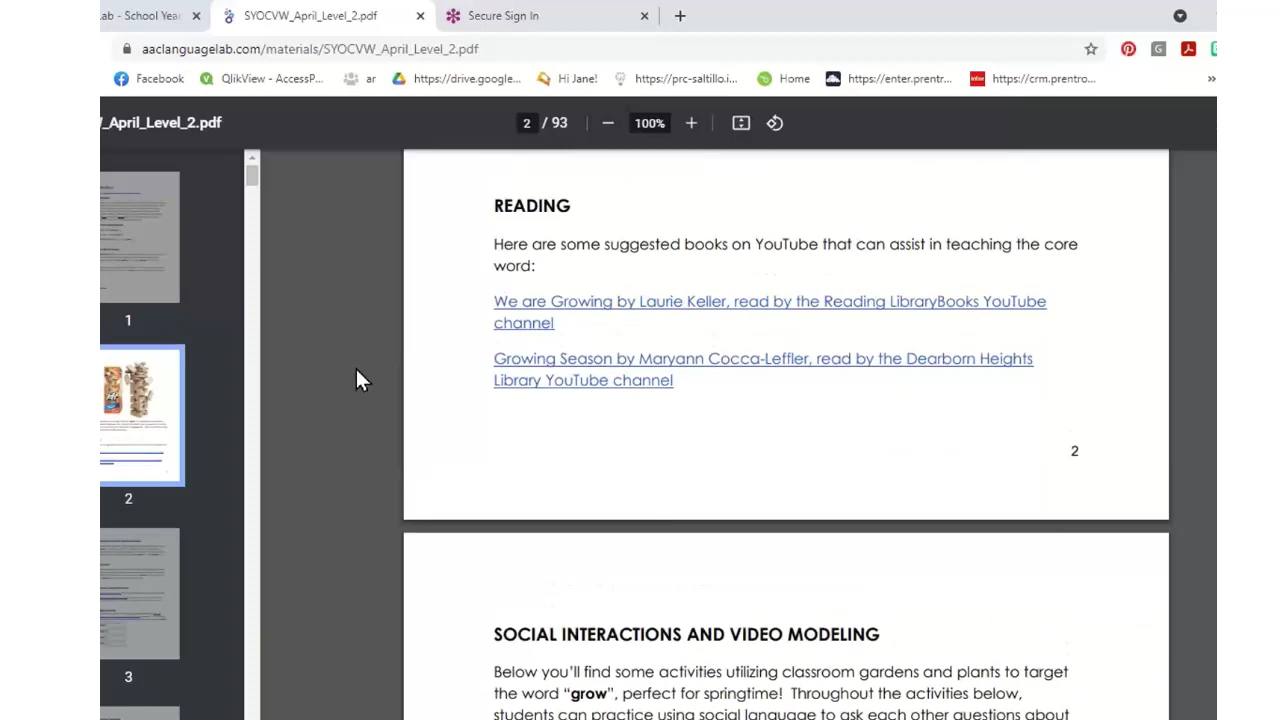 ab - School Year
SYOCVW_April_Level_2.pdf
Secure Sign In
aaclanguagelab.com/materials/SYOCVW_April_Level_2.pdf
Facebook
QlikView - AccessP...
ar
https://drive.google...
Hi Jane!
https://prc-saltillo.i...
Home
https://enter.prentr...
https://crm.prentro...
»
_April_Level_2.pdf
2 / 93
100%
READING
Here are some suggested books on YouTube that can assist in teaching the core
word:
We are Growing by Laurie Keller, read by the Reading LibraryBooks YouTube
channel
Growing Season by Maryann Cocca-Leffler, read by the Dearborn Heights
Library YouTube channel
2
1
2
3
SOCIAL INTERACTIONS AND VIDEO MODELING
Below you'll find some activities utilizing classroom gardens and plants to target
the word “grow”, perfect for springtime! Throughout the activities below,
students can practice using social language to ask each other questions about